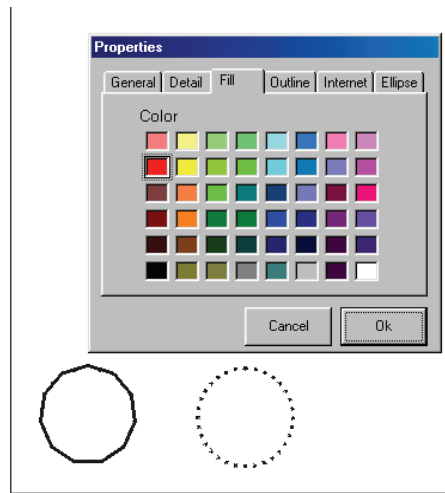 Properties
General Detail Fill Outline Internet Ellipse
Color
Cancel Ok